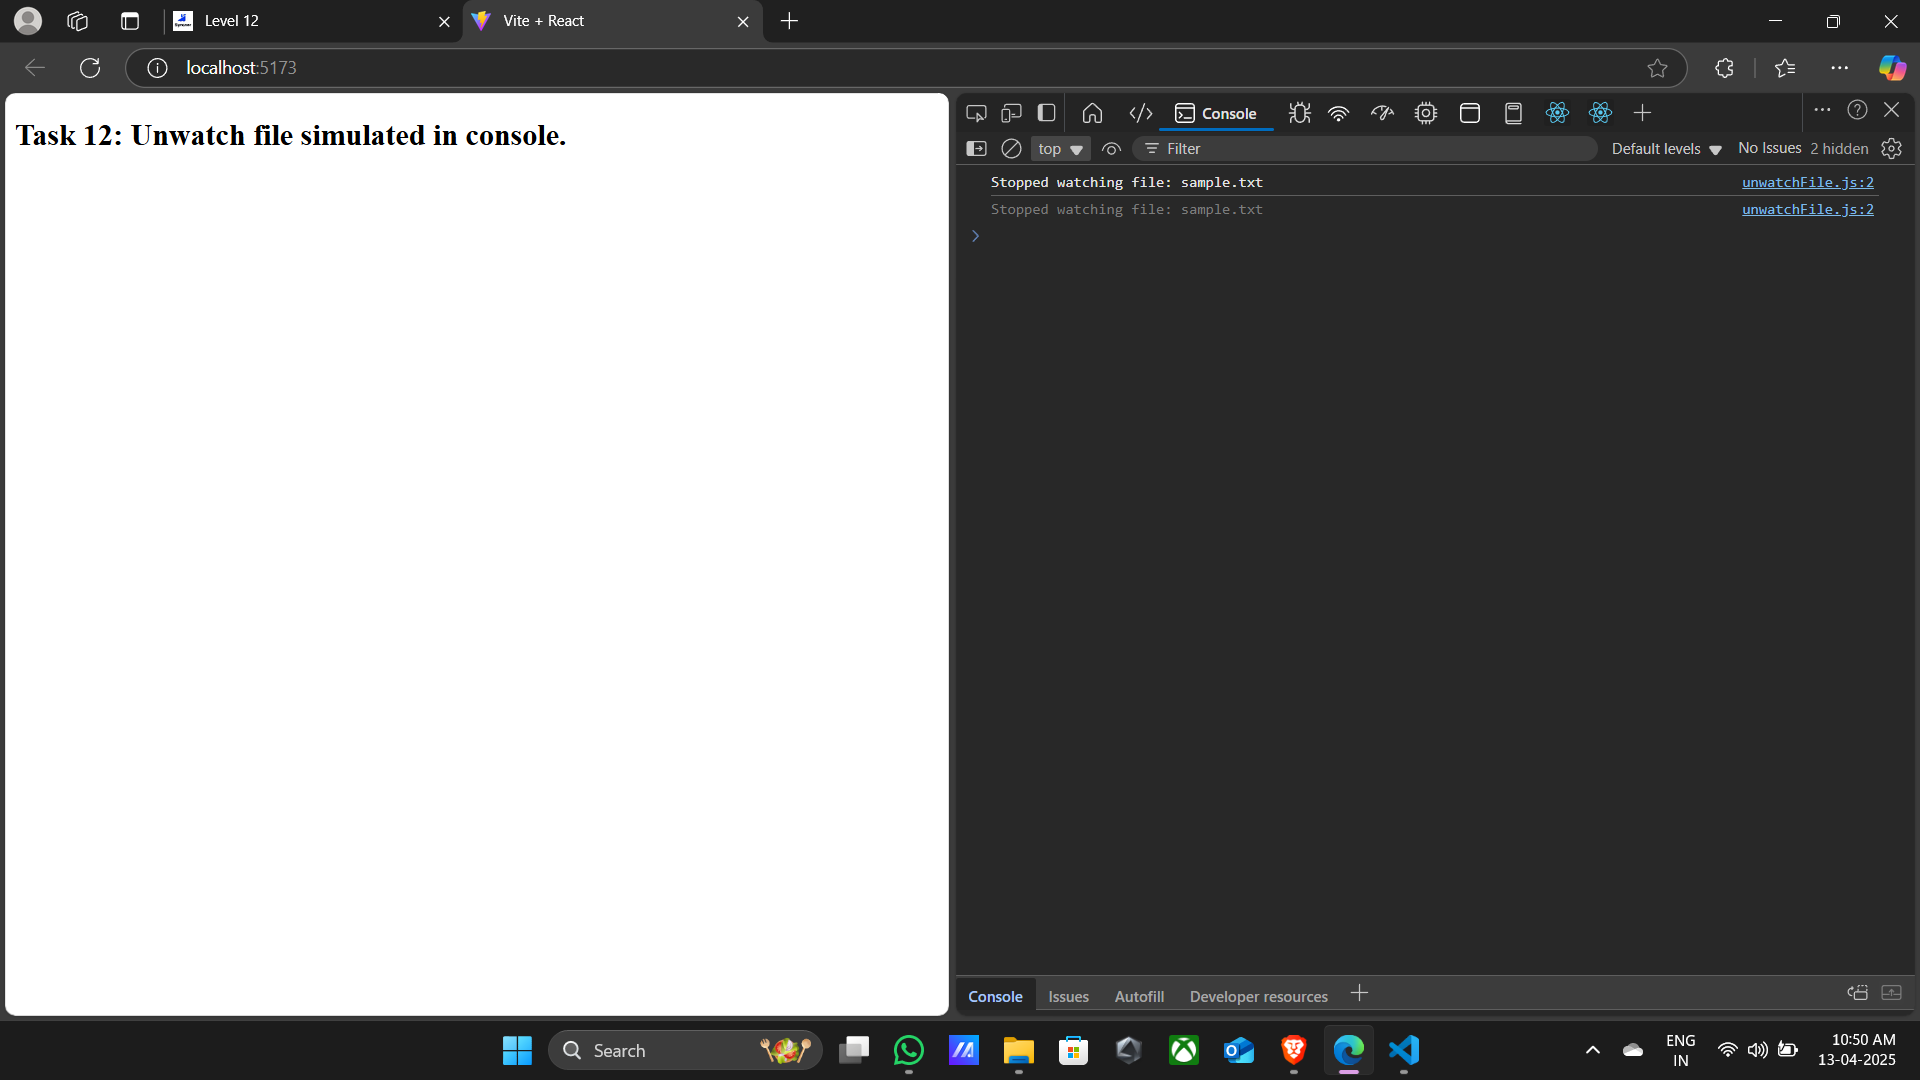 Level 12
Vite + React
localhost:5173
Task 12: Unwatch file simulated in console.
Console
top
Filter
Default levels
No Issues
2 hidden
Stopped watching file: sample.txt
unwatchFile.js:2
Stopped watching file: sample.txt
unwatchFile.js:2
Console
Issues
Autofill
Developer resources
Search
ENG
IN
10:50 AM
13-04-2025